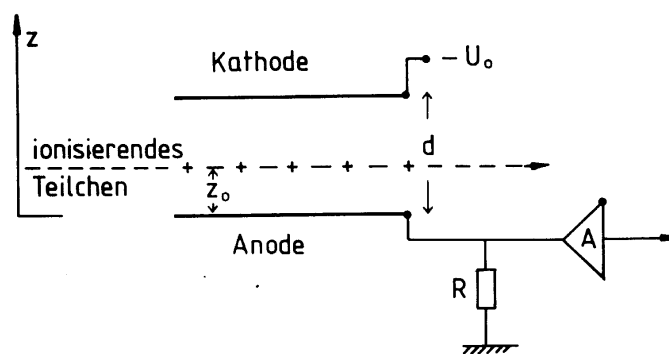 z
Kathode
– U₀
ionisierendes
d
Teilchen
z₀
Anode
A
R